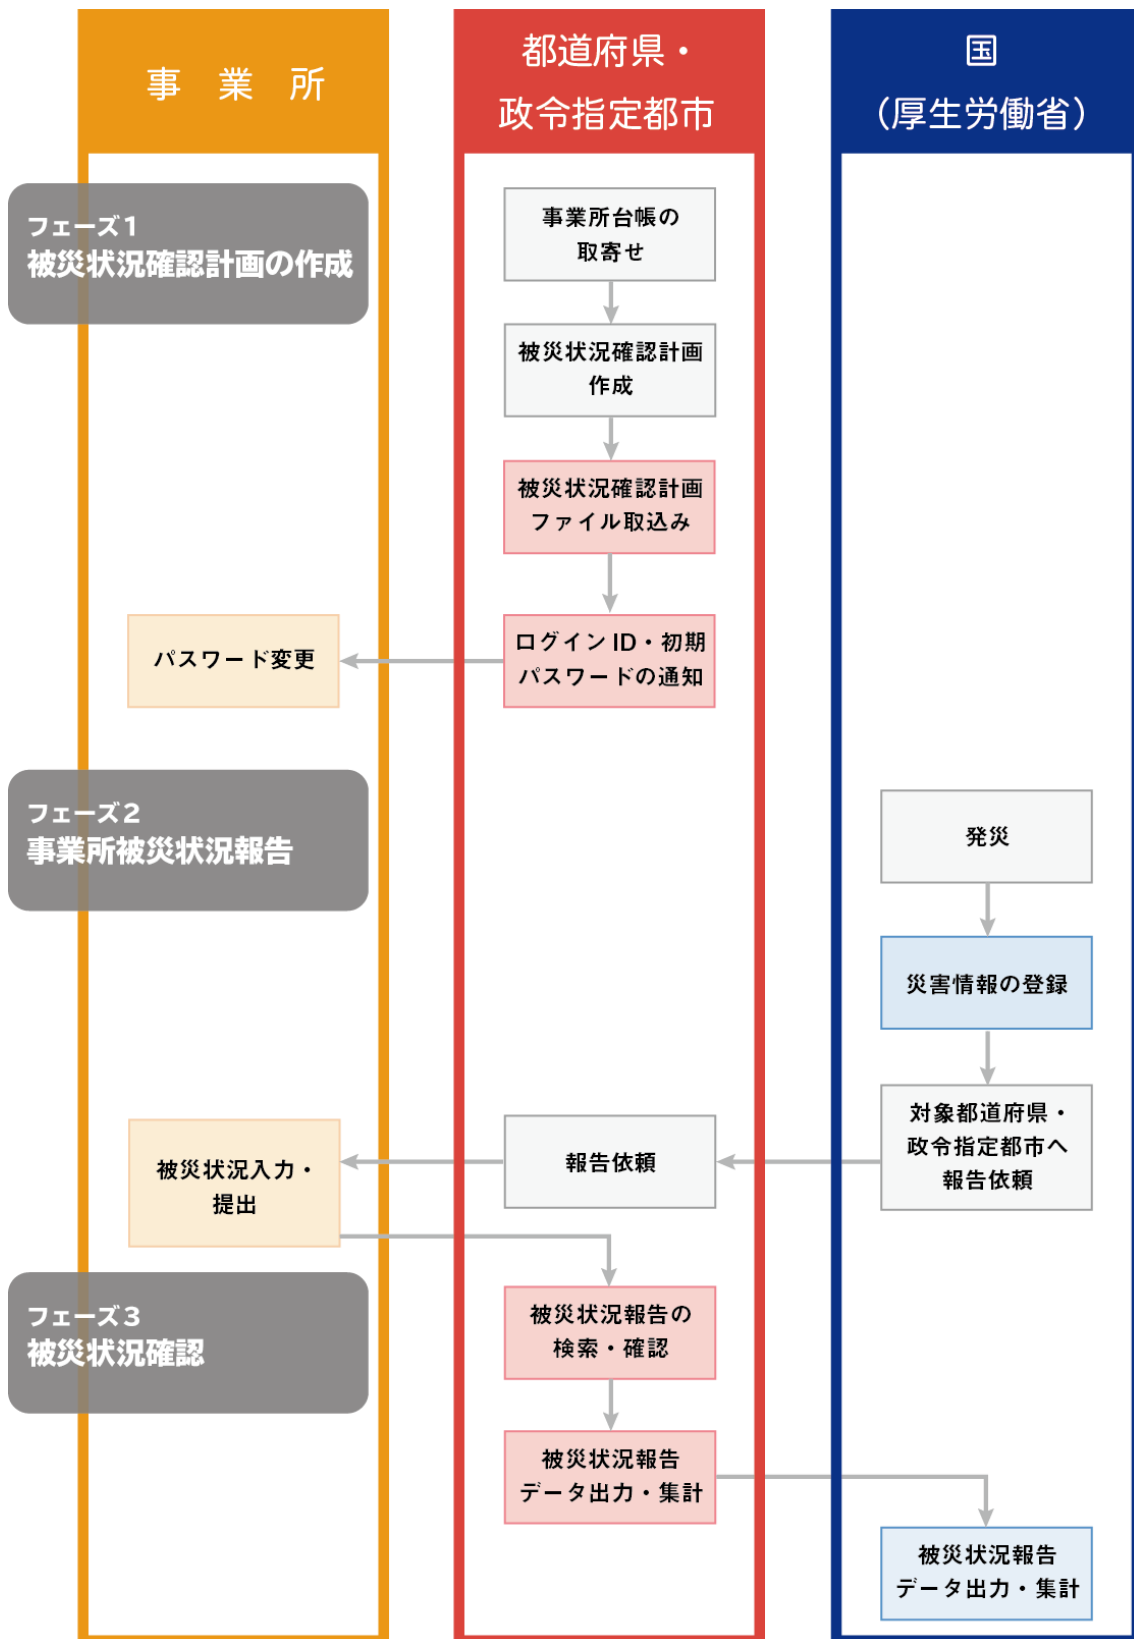 事　業　所
都道府県・
政令指定都市
国
（厚生労働省）
フェーズ１
被災状況確認計画の作成
事業所台帳の
取寄せ
被災状況確認計画
作成
被災状況確認計画
ファイル取込み
ログイン ID・初期
パスワードの通知
パスワード変更
フェーズ２
事業所被災状況報告
発災
災害情報の登録
対象都道府県・
政令指定都市へ
報告依頼
報告依頼
被災状況入力・
提出
フェーズ３
被災状況確認
被災状況報告の
検索・確認
被災状況報告
データ出力・集計
被災状況報告
データ出力・集計